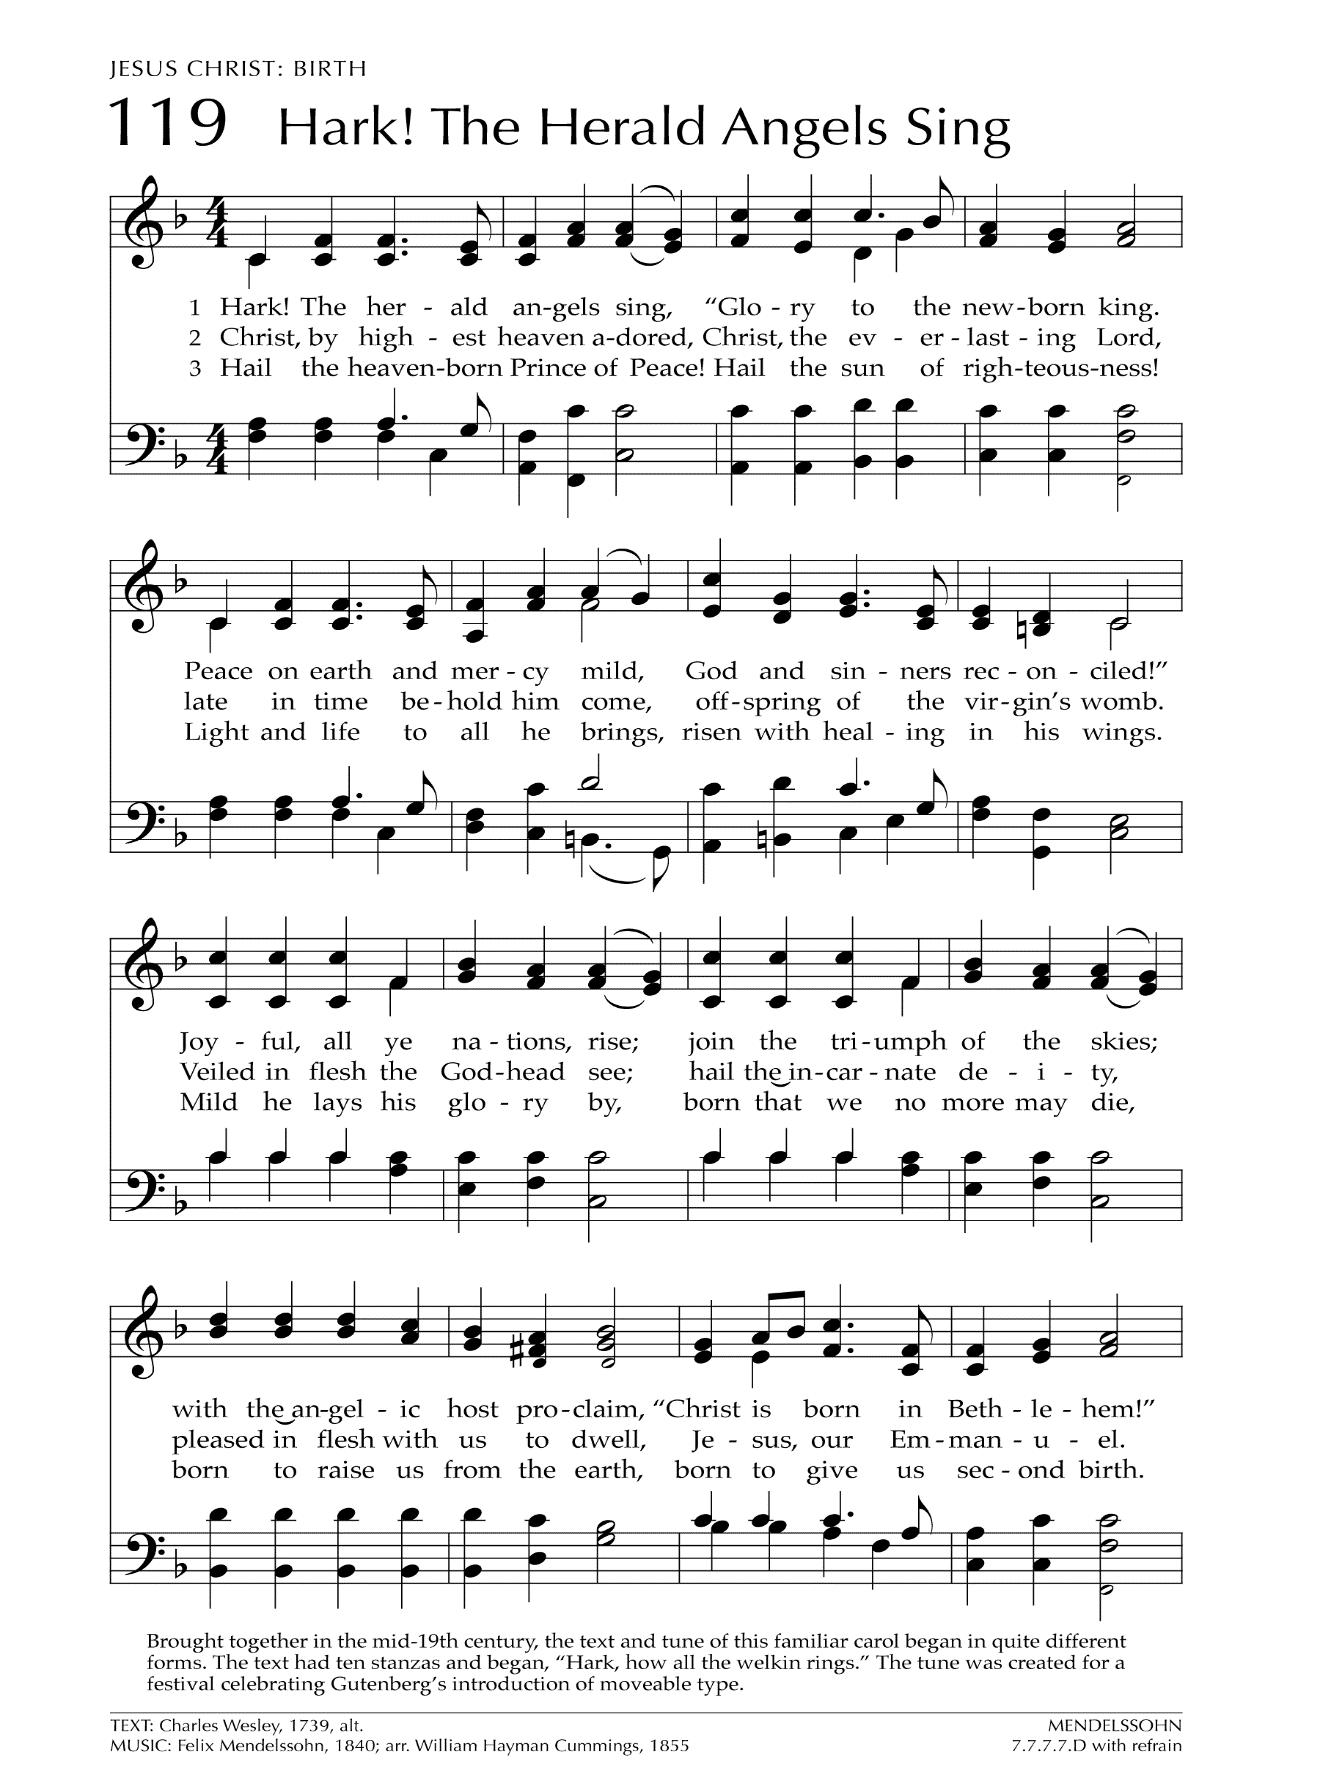 JESUS CHRIST: BIRTH
119 Hark! The Herald Angels Sing
1 Hark! The her - ald an-gels sing, “Glo - ry to the new-born king.
2 Christ, by high - est heaven a-dored, Christ, the ev - er - last - ing Lord,
3 Hail the heaven-born Prince of Peace! Hail the sun of righ-teous-ness!
Peace on earth and mer - cy mild, God and sin - ners rec - on - ciled!”
late in time be - hold him come, off - spring of the vir - gin’s womb.
Light and life to all he brings, risen with heal - ing in his wings.
Joy - ful, all ye na - tions, rise; join the tri - umph of the skies;
Veiled in flesh the God - head see; hail the in - car - nate de - i - ty,
Mild he lays his glo - ry by, born that we no more may die,
with the an-gel - ic host pro - claim, “Christ is born in Beth - le - hem!”
pleased in flesh with us to dwell, Je - sus, our Em - man - u - el.
born to raise us from the earth, born to give us sec - ond birth.
Brought together in the mid-19th century, the text and tune of this familiar carol began in quite different
forms. The text had ten stanzas and began, “Hark, how all the welkin rings.” The tune was created for a
festival celebrating Gutenberg’s introduction of moveable type.
TEXT: Charles Wesley, 1739, alt. MENDELSSOHN
MUSIC: Felix Mendelssohn, 1840; arr. William Hayman Cummings, 1855 7.7.7.7.D with refrain